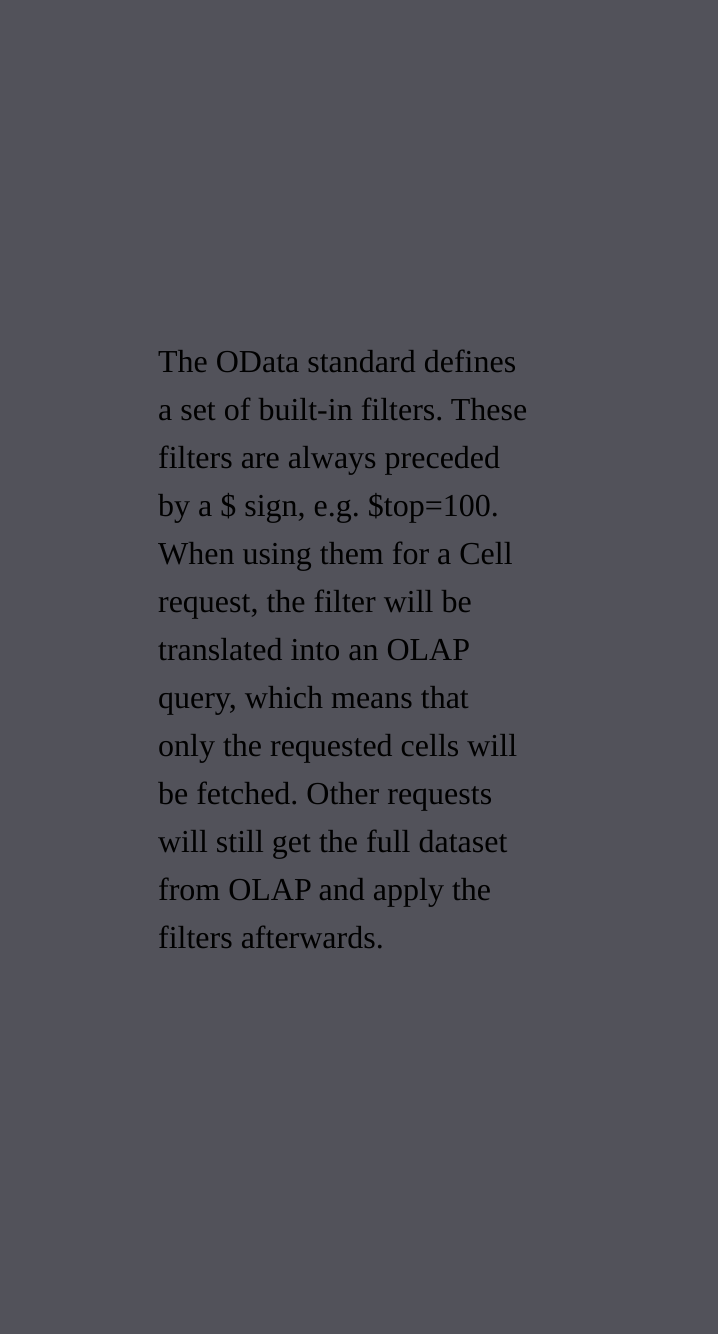 The OData standard defines
a set of built-in filters. These
filters are always preceded
by a $ sign, e.g. $top=100.
When using them for a Cell
request, the filter will be
translated into an OLAP
query, which means that
only the requested cells will
be fetched. Other requests
will still get the full dataset
from OLAP and apply the
filters afterwards.